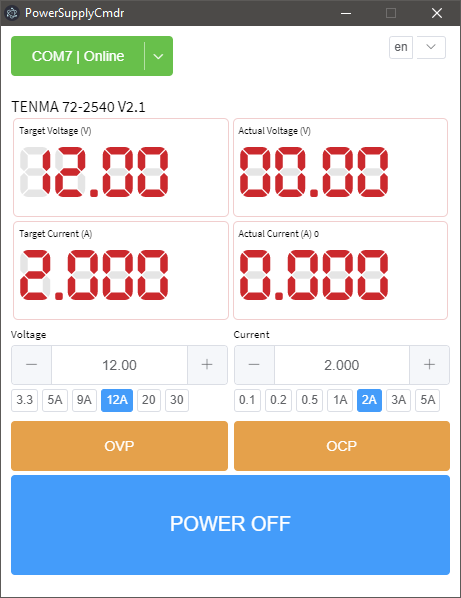 PowerSupplyCmdr
COM7 | Online
en
TENMA 72-2540 V2.1
Target Voltage (V)
12.00
Actual Voltage (V)
00.00
Target Current (A)
2.000
Actual Current (A) 0
0.000
Voltage
12.00
3.3 5A 9A 12A 20 30
Current
2.000
0.1 0.2 0.5 1A 2A 3A 5A
OVP
OCP
POWER OFF